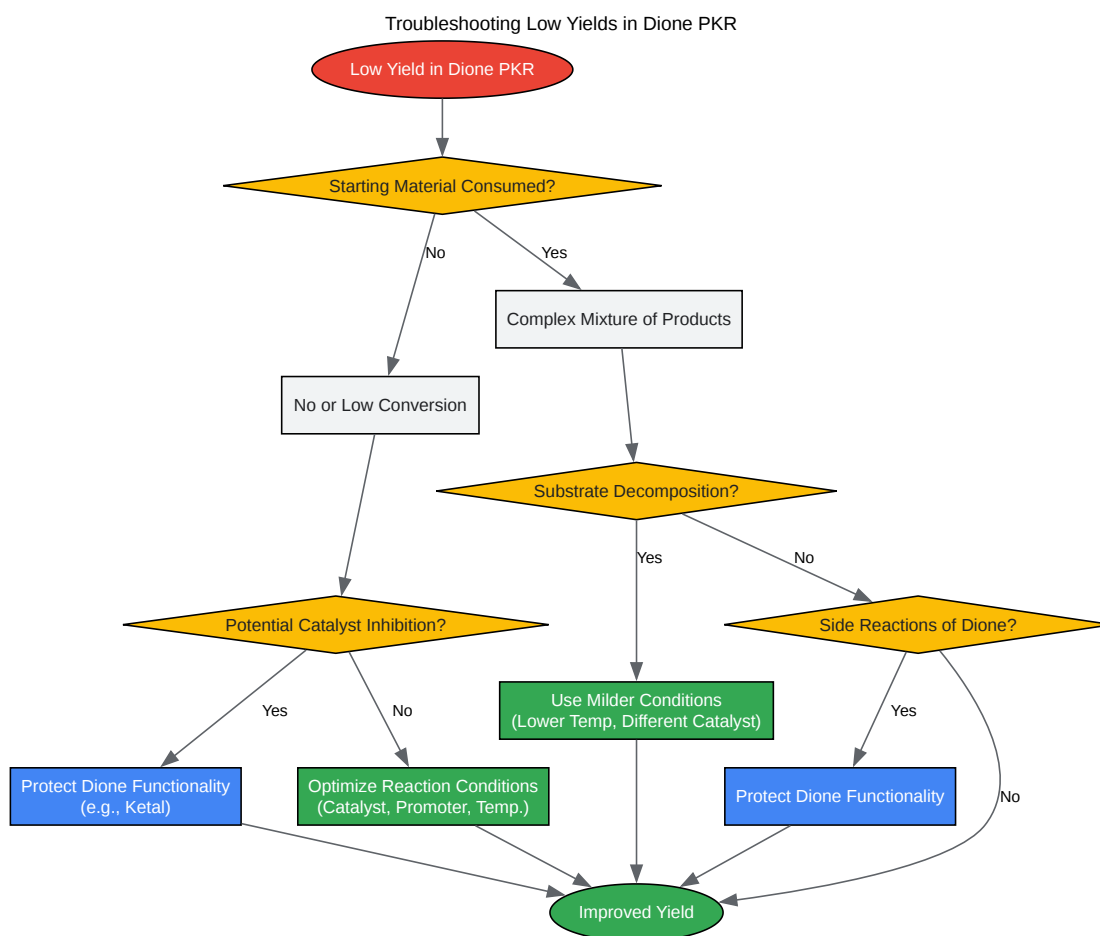 Troubleshooting Low Yields in Dione PKR
Low Yield in Dione PKR
Starting Material Consumed?
No
Yes
Complex Mixture of Products
No or Low Conversion
Substrate Decomposition?
Yes
No
Potential Catalyst Inhibition?
Side Reactions of Dione?
Yes
No
Use Milder Conditions
(Lower Temp, Different Catalyst)
Yes
No
Protect Dione Functionality
(e.g., Ketal)
Optimize Reaction Conditions
(Catalyst, Promoter, Temp.)
Protect Dione Functionality
Improved Yield